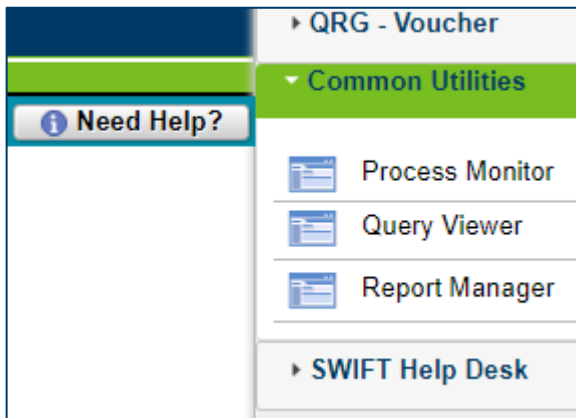 QRG - Voucher
Common Utilities
Need Help?
Process Monitor
Query Viewer
Report Manager
SWIFT Help Desk